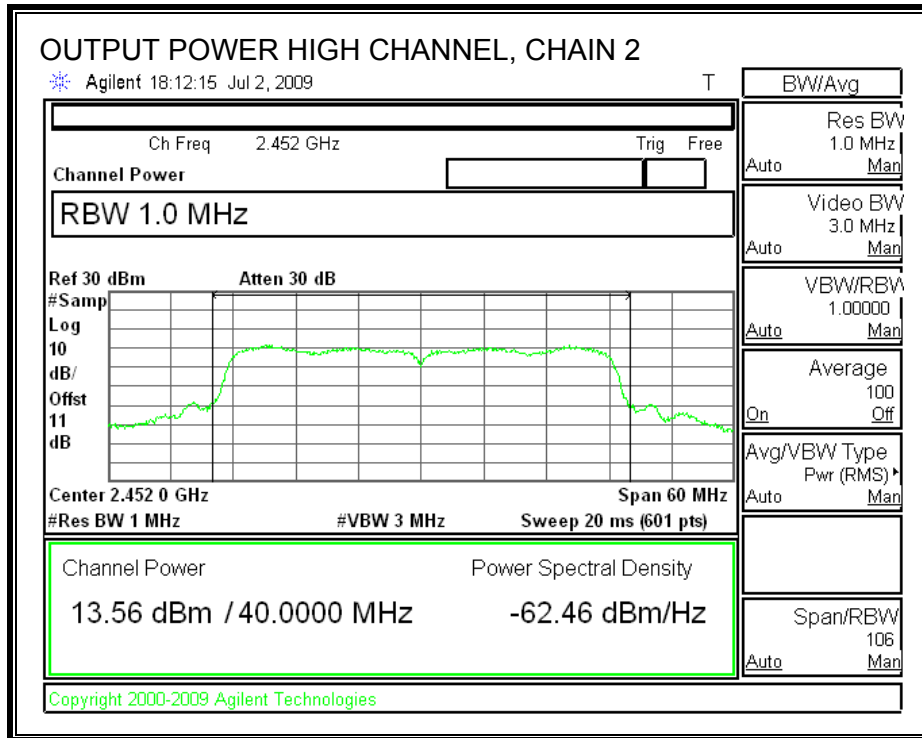 OUTPUT POWER HIGH CHANNEL, CHAIN 2
Agilent 18:12:15 Jul 2, 2009 T
Ch Freq 2.452 GHz Trig Free
Channel Power
RBW 1.0 MHz
Ref 30 dBm Atten 30 dB
#Samp
Log
10
dB/
Offst
11
dB
Center 2.452 0 GHz Span 60 MHz
#Res BW 1 MHz #VBW 3 MHz Sweep 20 ms (601 pts)
Channel Power Power Spectral Density
13.56 dBm / 40.0000 MHz -62.46 dBm/Hz
Copyright 2000-2009 Agilent Technologies
BW/Avg
Res BW
1.0 MHz
Auto Man
Video BW
3.0 MHz
Auto Man
VBW/RBW
1.00000
Auto Man
Average
100
On Off
Avg/VBW Type
Pwr (RMS)
Auto Man
Span/RBW
106
Auto Man